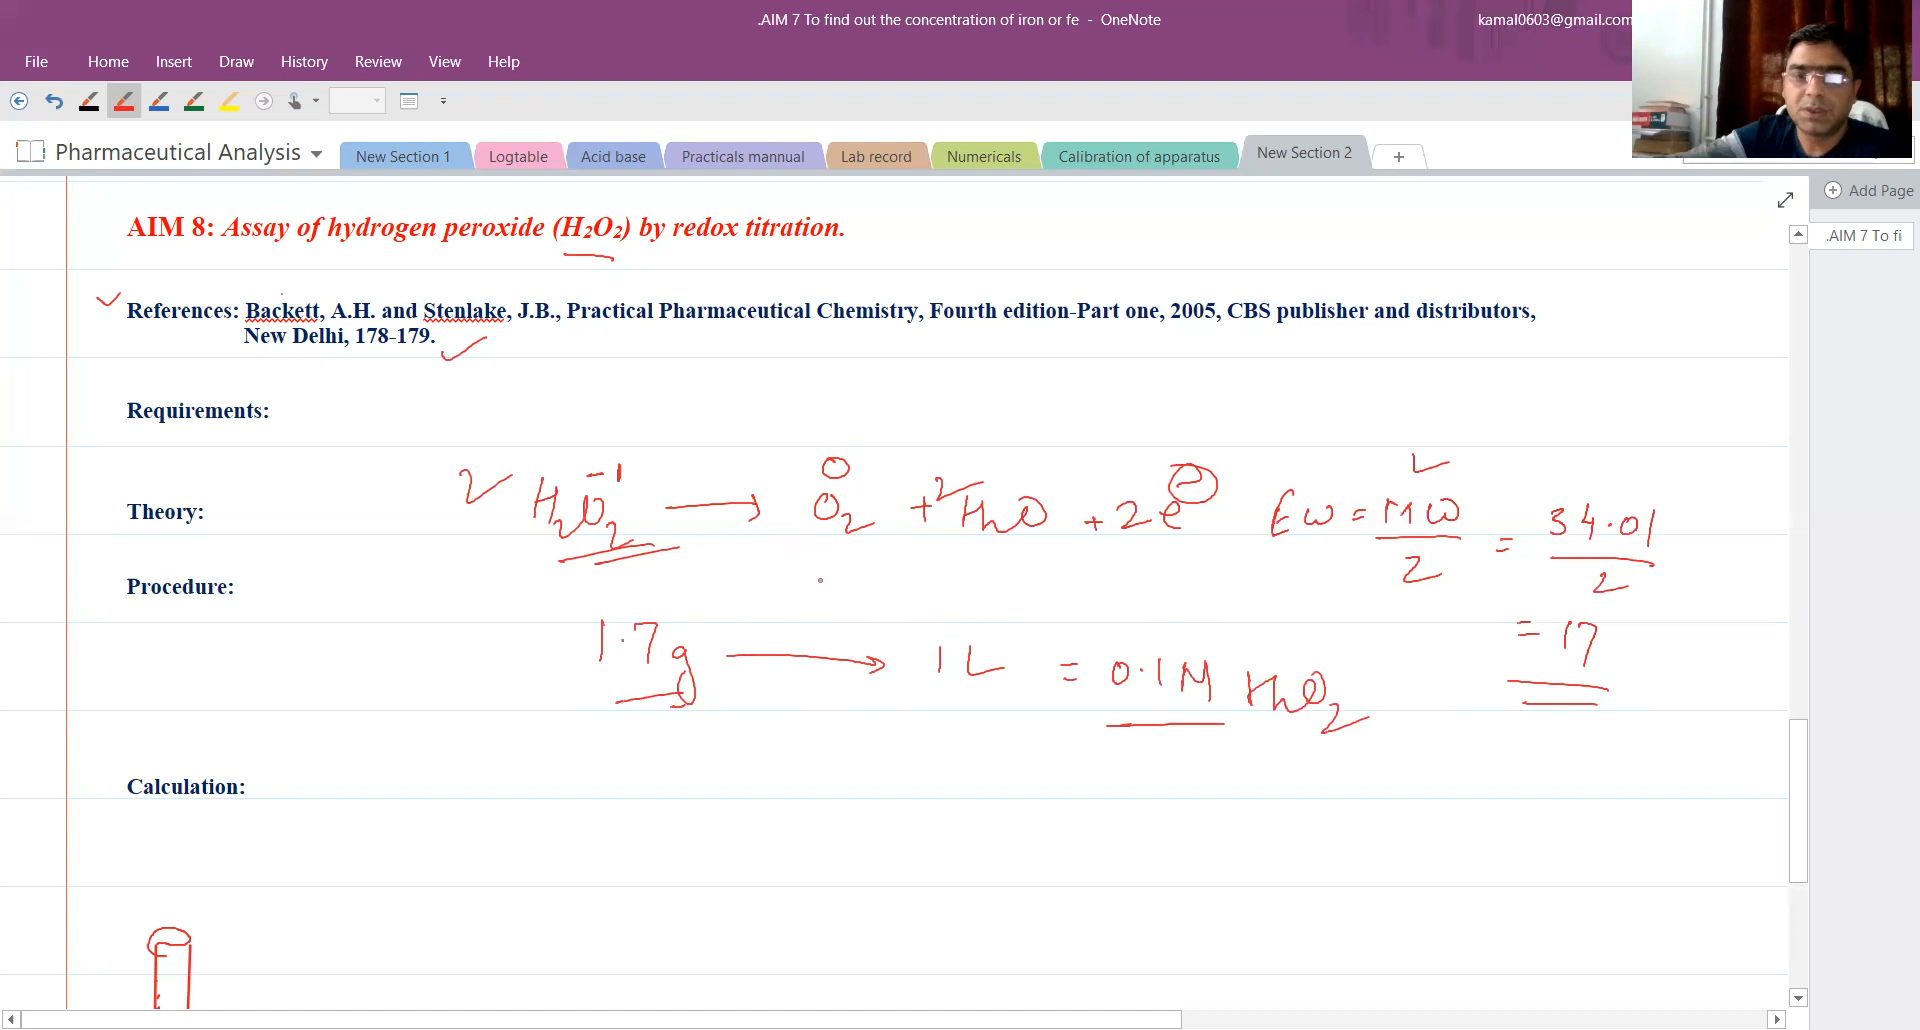 .AIM 7 To find out the concentration of iron or fe - OneNote
kamal0603@gmail.com
File Home Insert Draw History Review View Help
Pharmaceutical Analysis New Section 1 Logtable Acid base Practicals mannual Lab record Numericals Calibration of apparatus New Section 2 +
Add Page
.AIM 7 To fi
AIM 8: Assay of hydrogen peroxide (H₂O₂) by redox titration.
References: Backett, A.H. and Stenlake, J.B., Practical Pharmaceutical Chemistry, Fourth edition-Part one, 2005, CBS publisher and distributors,
New Delhi, 178-179.
Requirements:
Theory:
2 H₂O₂⁻¹ → O₂⁰ + 2H₂O + 2e⁻ Ew = MW/2 = 34.01/2
= 17
Procedure:
1.7g → 1L = 0.1M H₂O₂
Calculation: